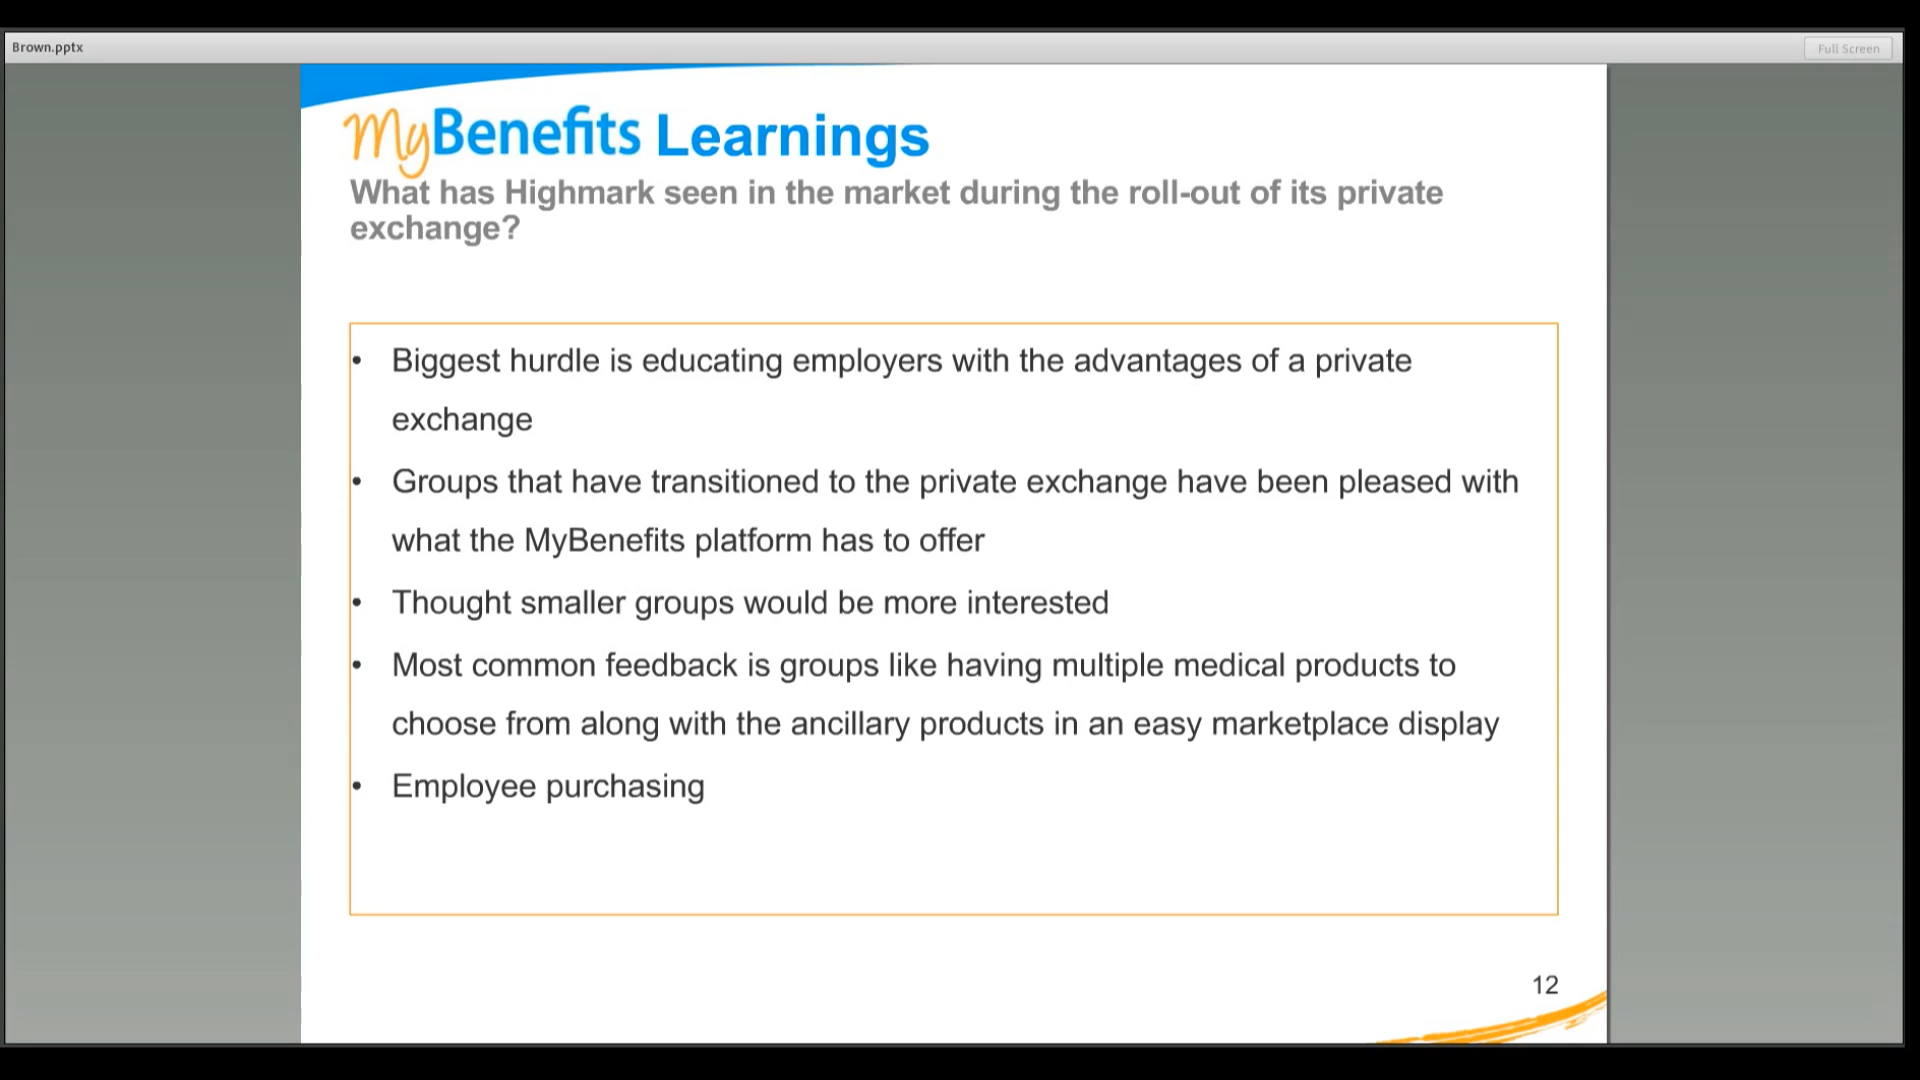 Brown.pptx
Full Screen
MyBenefits Learnings
What has Highmark seen in the market during the roll-out of its private
exchange?
• Biggest hurdle is educating employers with the advantages of a private
exchange
• Groups that have transitioned to the private exchange have been pleased with
what the MyBenefits platform has to offer
• Thought smaller groups would be more interested
• Most common feedback is groups like having multiple medical products to
choose from along with the ancillary products in an easy marketplace display
• Employee purchasing
12